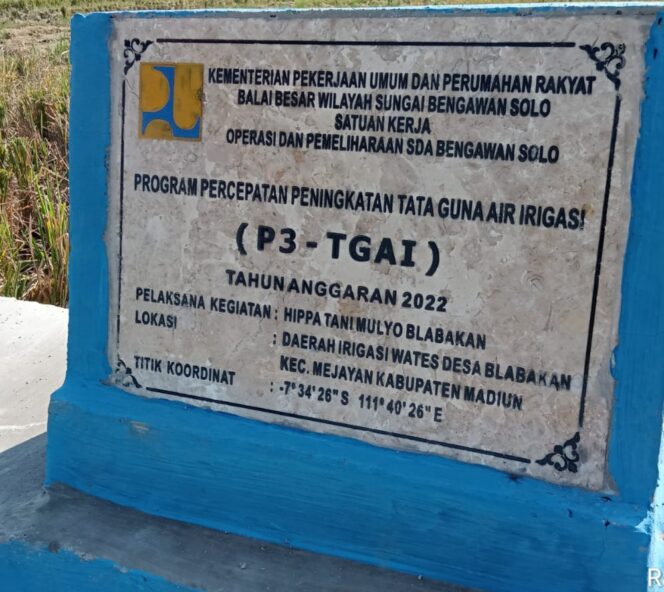 KEMENTERIAN PEKERJAAN UMUM DAN PERUMAHAN RAKYAT
BALAI BESAR WILAYAH SUNGAI BENGAWAN SOLO
SATUAN KERJA
OPERASI DAN PEMELIHARAAN SDA BENGAWAN SOLO
PROGRAM PERCEPATAN PENINGKATAN TATA GUNA AIR IRIGASI
( P3 - TGAI )
TAHUN ANGGARAN 2022
PELAKSANA KEGIATAN : HIPPA TANI MULYO BLABAKAN
LOKASI : DAERAH IRIGASI WATES DESA BLABAKAN
KEC. MEJAYAN KABUPATEN MADIUN
TITIK KOORDINAT : -7°34'26"S 111°40'26"E